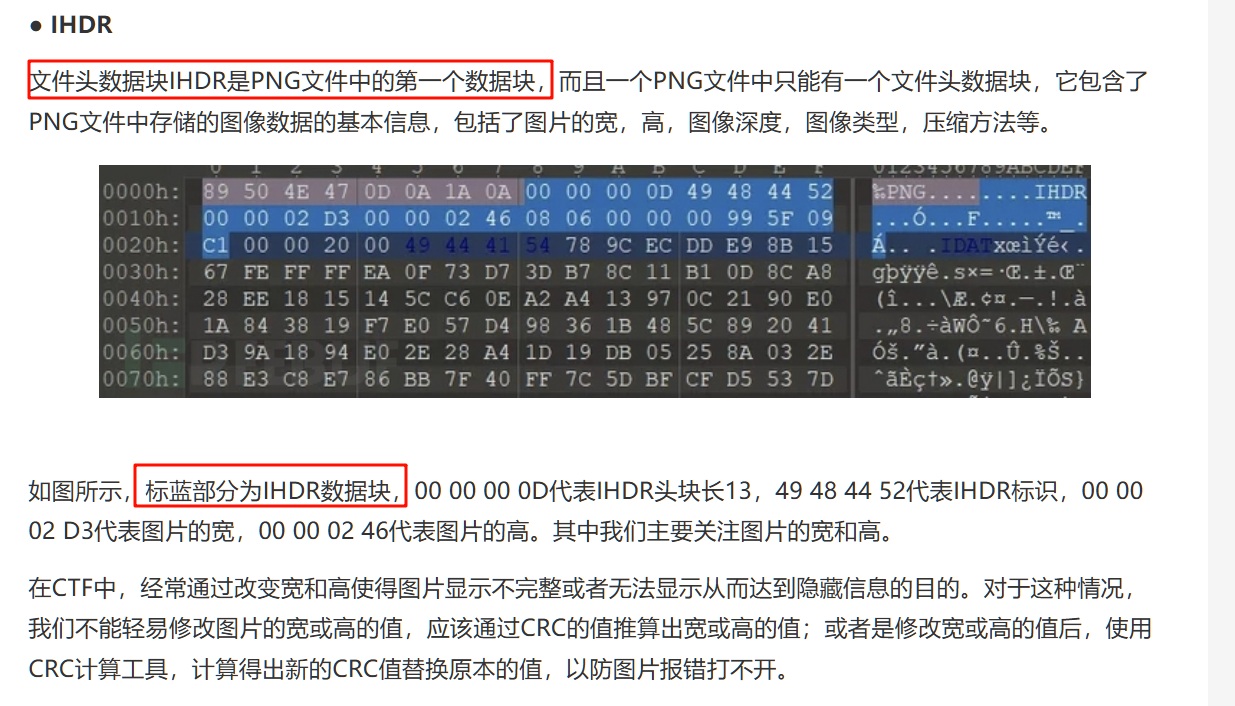 ● IHDR
文件头数据块IHDR是PNG文件中的第一个数据块，而且一个PNG文件中只能有一个文件头数据块，它包含了
PNG文件中存储的图像数据的基本信息，包括了图片的宽，高，图像深度，图像类型，压缩方法等。
0 1 2 3 4 5 6 7 8 9 A B C D E F 0123456789ABCDEF
0000h: 89 50 4E 47 0D 0A 1A 0A 00 00 00 0D 49 48 44 52 ‰PNG........IHDR
0010h: 00 00 02 D3 00 00 02 46 08 06 00 00 00 99 5F 09 ...Ó...F.....™_.
0020h: C1 00 00 20 00 49 44 41 54 78 9C EC DD E9 8B 15 Á.. .IDATxœìÝé‹.
0030h: 67 FE FF FF EA 0F 73 D7 3D B7 8C 11 B1 0D 8C A8 gþÿÿê.s×=·Œ.±.Œ¨
0040h: 28 EE 18 15 14 5C C6 0E A2 A4 13 97 0C 21 90 E0 (î...\Æ.¢¤.—.!.à
0050h: 1A 84 38 19 F7 E0 57 D4 98 36 1B 48 5C 89 20 41 .„8.÷àWÔ˜6.H\‰ A
0060h: D3 9A 18 94 E0 2E 28 A4 1D 19 DB 05 25 8A 03 2E Óš.”à.(¤..Û.%Š..
0070h: 88 E3 C8 E7 86 BB 7F 40 FF 7C 5D BF CF D5 53 7D ˆãÈç†».@ÿ|]¿ÏÕS}
如图所示，标蓝部分为IHDR数据块，00 00 00 0D代表IHDR头块长13，49 48 44 52代表IHDR标识，00 00
02 D3代表图片的宽，00 00 02 46代表图片的高。其中我们主要关注图片的宽和高。
在CTF中，经常通过改变宽和高使得图片显示不完整或者无法显示从而达到隐藏信息的目的。对于这种情况，
我们不能轻易修改图片的宽或高的值，应该通过CRC的值推算出宽或高的值；或者是修改宽或高的值后，使用
CRC计算工具，计算得出新的CRC值替换原本的值，以防图片报错打不开。